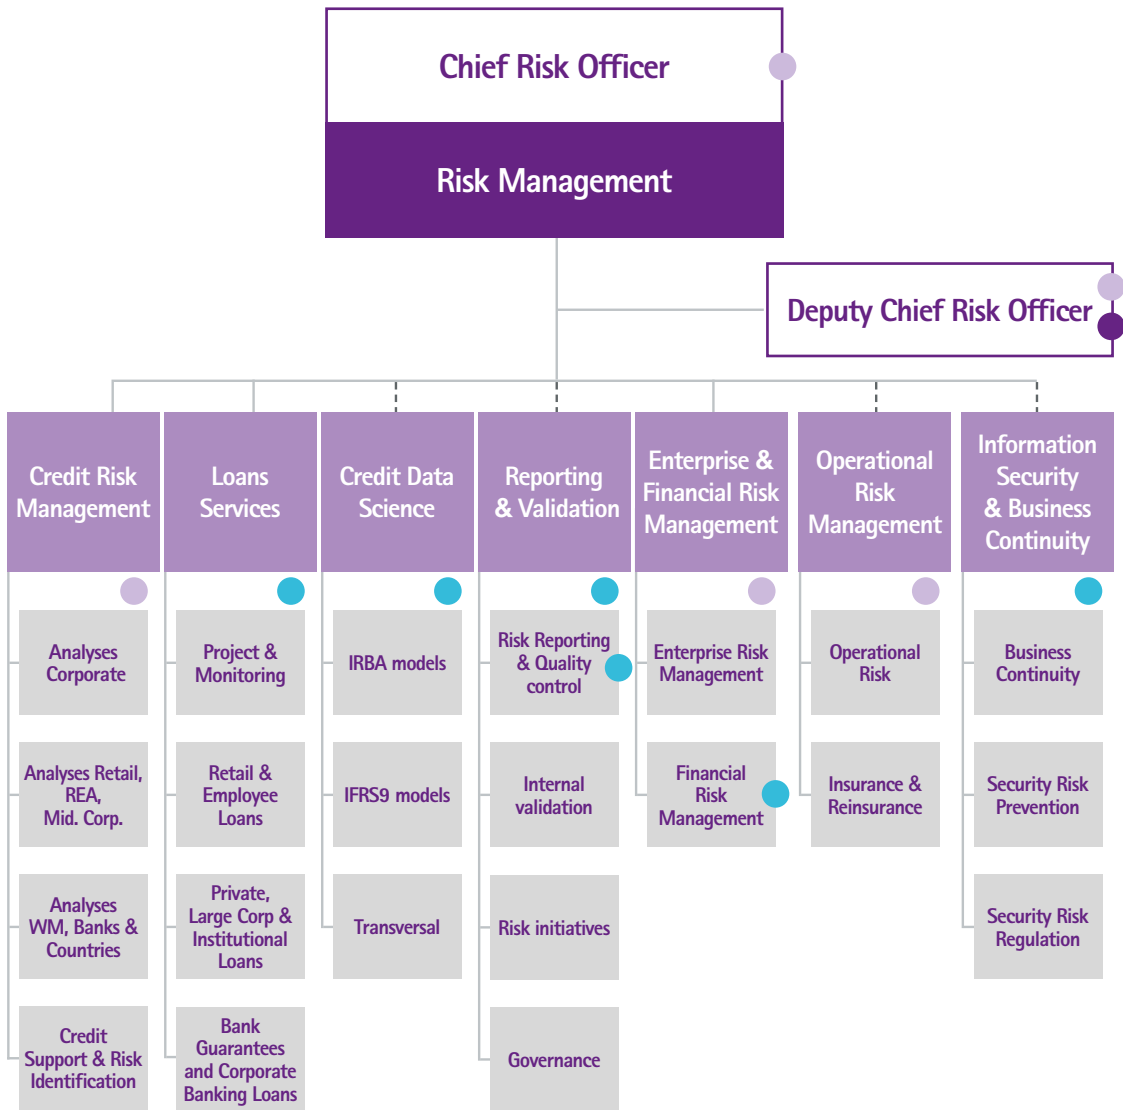 Chief Risk Officer
Risk Management
Deputy Chief Risk Officer
Credit Risk
Management
Loans
Services
Credit Data
Science
Reporting
& Validation
Enterprise &
Financial Risk
Management
Operational
Risk
Management
Information
Security
& Business
Continuity
Analyses
Corporate
Analyses Retail,
REA,
Mid. Corp.
Analyses
WM, Banks &
Countries
Credit
Support & Risk
Identification
Project &
Monitoring
Retail &
Employee
Loans
Private,
Large Corp &
Institutional
Loans
Bank
Guarantees
and Corporate
Banking Loans
IRBA models
IFRS9 models
Transversal
Risk Reporting
& Quality
control
Internal
validation
Risk initiatives
Governance
Enterprise Risk
Management
Financial
Risk
Management
Operational
Risk
Insurance &
Reinsurance
Business
Continuity
Security Risk
Prevention
Security Risk
Regulation